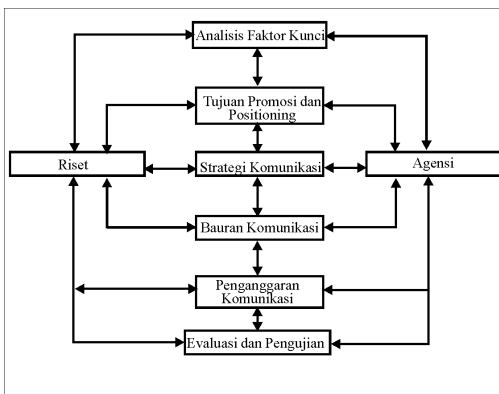 Analisis Faktor Kunci
Tujuan Promosi dan
Positioning
Riset
Strategi Komunikasi
Agensi
Bauran Komunikasi
Penganggaran
Komunikasi
Evaluasi dan Pengujian